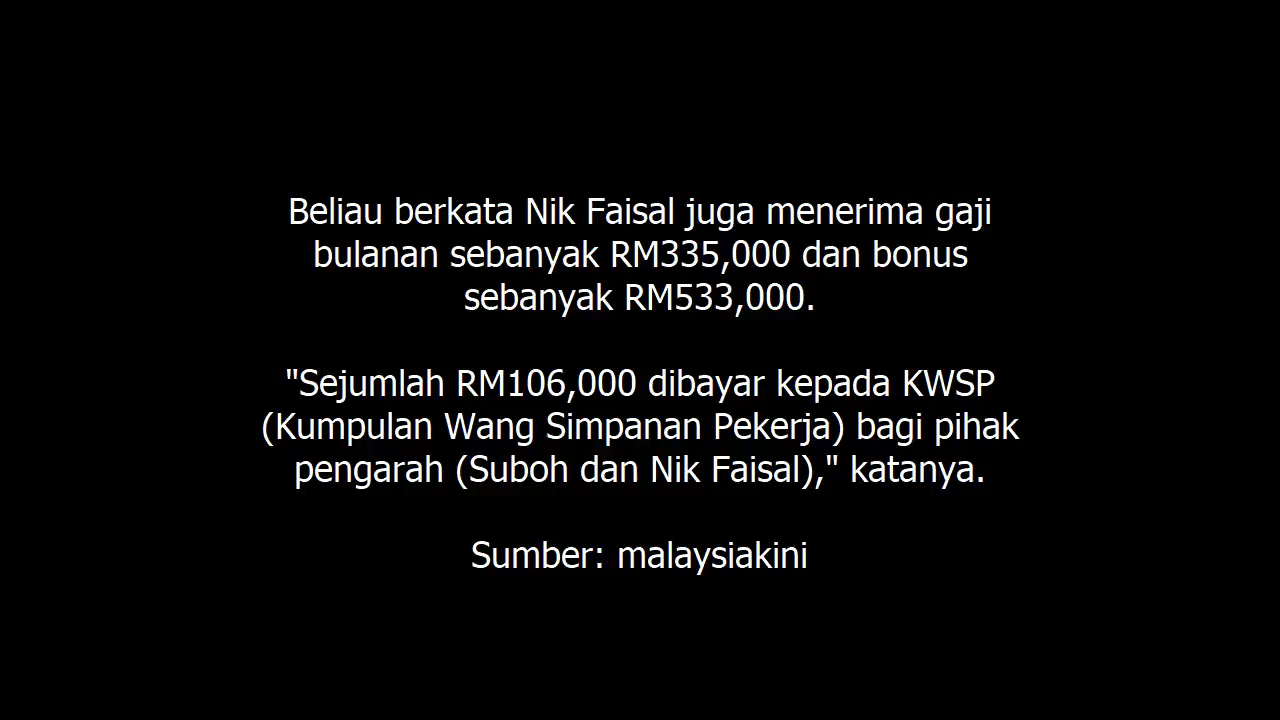 Beliau berkata Nik Faisal juga menerima gaji
bulanan sebanyak RM335,000 dan bonus
sebanyak RM533,000.
"Sejumlah RM106,000 dibayar kepada KWSP
(Kumpulan Wang Simpanan Pekerja) bagi pihak
pengarah (Suboh dan Nik Faisal)," katanya.
Sumber: malaysiakini